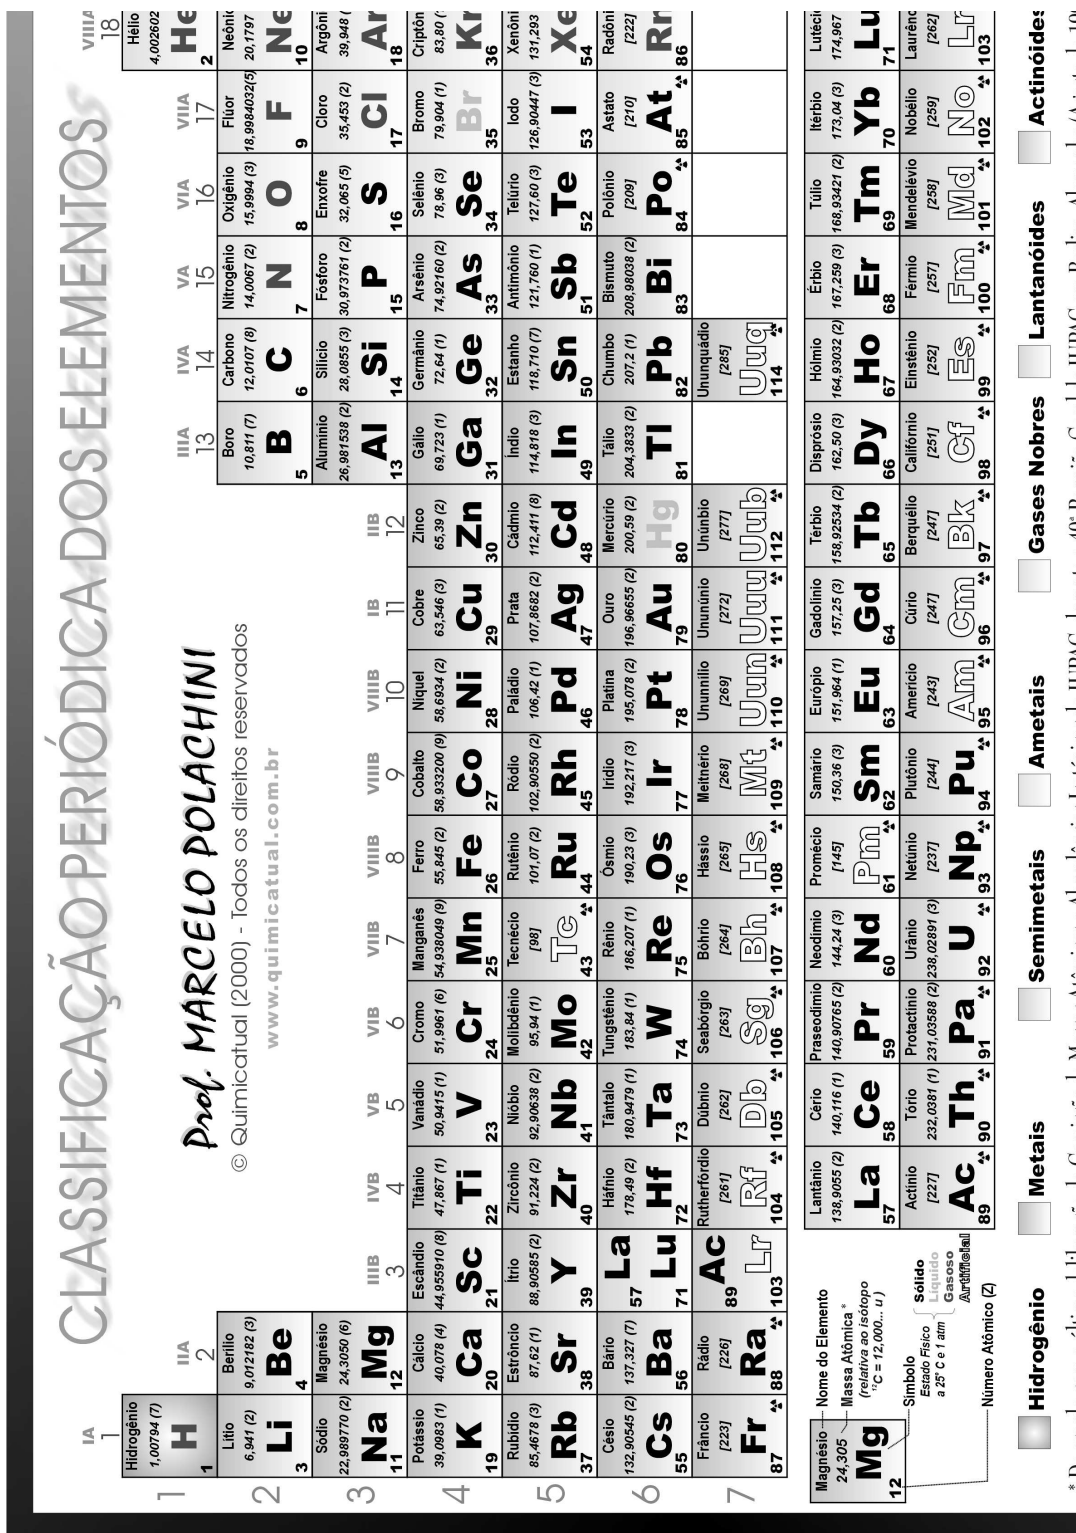 CLASSIFICAÇÃO PERIÓDICA DOS ELEMENTOS
Prof. MARCELO POLACHINI
© Quimicatual (2000) - Todos os direitos reservados
www.quimicatual.com.br
IA IIA IIIB IVB VB VIB VIIB VIIIB VIIIB VIIIB IB IIB IIIA IVA VA VIA VIIA VIIIA
1 2 3 4 5 6 7 8 9 10 11 12 13 14 15 16 17 18
1
Hidrogênio 1,00794 (7) H 1
Hélio 4,002602 He 2
2
Lítio 6,941 (2) Li 3
Berílio 9,012182 (3) Be 4
Boro 10,811 (7) B 5
Carbono 12,0107 (8) C 6
Nitrogênio 14,0067 (2) N 7
Oxigênio 15,9994 (3) O 8
Flúor 18,9984032(5) F 9
Neôni 20,1797 Ne 10
3
Sodio 22,989770 (2) Na 11
Magnésio 24,3050 (6) Mg 12
Alumínio 26,981538 (2) Al 13
Silício 28,0855 (3) Si 14
Fósforo 30,973761 (2) P 15
Enxofre 32,065 (5) S 16
Cloro 35,453 (2) Cl 17
Argôni 39,948 ( Ar 18
4
Potássio 39,0983 (1) K 19
Cálcio 40,078 (4) Ca 20
Escândio 44,955910 (8) Sc 21
Titânio 47,867 (1) Ti 22
Vanádio 50,9415 (1) V 23
Cromo 51,9961 (6) Cr 24
Manganês 54,938049 (9) Mn 25
Ferro 55,845 (2) Fe 26
Cobalto 58,933200 (9) Co 27
Níquel 58,6934 (2) Ni 28
Cobre 63,546 (3) Cu 29
Zinco 65,39 (2) Zn 30
Gálio 69,723 (1) Ga 31
Germânio 72,64 (1) Ge 32
Arsênio 74,92160 (2) As 33
Selênio 78,96 (3) Se 34
Bromo 79,904 (1) Br 35
Criptôn 83,80 ( Kr 36
5
Rubídio 85,4678 (3) Rb 37
Estrôncio 87,62 (1) Sr 38
Ítrio 88,90585 (2) Y 39
Zircônio 91,224 (2) Zr 40
Nióbio 92,90638 (2) Nb 41
Molibdênio 95,94 (1) Mo 42
Tecnécio [98] Tc 43
Rutênio 101,07 (2) Ru 44
Ródio 102,90550 (2) Rh 45
Paládio 106,42 (1) Pd 46
Prata 107,8682 (2) Ag 47
Cádmio 112,411 (8) Cd 48
Índio 114,818 (3) In 49
Estanho 118,710 (7) Sn 50
Antimônio 121,760 (1) Sb 51
Telúrio 127,60 (3) Te 52
Iodo 126,90447 (3) I 53
Xenôni 131,293 Xe 54
6
Césio 132,90545 (2) Cs 55
Bário 137,327 (7) Ba 56
57 La Lu 71
Háfnio 178,49 (2) Hf 72
Tântalo 180,9479 (1) Ta 73
Tungstênio 183,84 (1) W 74
Rênio 186,207 (1) Re 75
Ósmio 190,23 (3) Os 76
Irídio 192,217 (3) Ir 77
Platina 195,078 (2) Pt 78
Ouro 196,96655 (2) Au 79
Mercúrio 200,59 (2) Hg 80
Tálio 204,3833 (2) Tl 81
Chumbo 207,2 (1) Pb 82
Bismuto 208,98038 (2) Bi 83
Polônio [209] Po 84
Astato [210] At 85
Radôni [222] Rn 86
7
Frâncio [223] Fr 87
Rádio [226] Ra 88
89 Ac Lr 103
Rutherfórdio [261] Rf 104
Dúbnio [262] Db 105
Seabórgio [263] Sg 106
Bóhrio [264] Bh 107
Hássio [265] Hs 108
Meitnério [268] Mt 109
Ununnílio [269] Uun 110
Unununio [272] Uuu 111
Unúnbio [277] Uub 112
Ununquádio [285] Uuq 114
Lantânio 138,9055 (2) La 57
Cério 140,116 (1) Ce 58
Praseodímio 140,90765 (2) Pr 59
Neodímio 144,24 (3) Nd 60
Promécio [145] Pm 61
Samário 150,36 (3) Sm 62
Európio 151,964 (1) Eu 63
Gadolínio 157,25 (3) Gd 64
Térbio 158,92534 (2) Tb 65
Disprósio 162,50 (3) Dy 66
Hólmio 164,93032 (2) Ho 67
Érbio 167,259 (3) Er 68
Túlio 168,93421 (2) Tm 69
Itérbio 173,04 (3) Yb 70
Lutéci 174,967 Lu 71
Actínio [227] Ac 89
Tório 232,0381 (1) Th 90
Protactínio 231,03588 (2) Pa 91
Urânio 238,02891 (3) U 92
Netúnio [237] Np 93
Plutônio [244] Pu 94
Amerício [243] Am 95
Cúrio [247] Cm 96
Berquélio [247] Bk 97
Califórnio [251] Cf 98
Einstênio [252] Es 99
Férmio [257] Fm 100
Mendelévio [258] Md 101
Nobélio [259] No 102
Laurênc [262] Lr 103
Magnésio Nome do Elemento
24,305 Massa Atômica *
(relativa ao isótopo
¹²C = 12,000... u )
Mg Símbolo
Estado Físico a 25° C e 1 atm
Sólido
Líquido
Gasoso
Artificial
12 Número Atômico (Z)
Hidrogênio Metais Semimetais Ametais Gases Nobres Lantanóides Actinóides